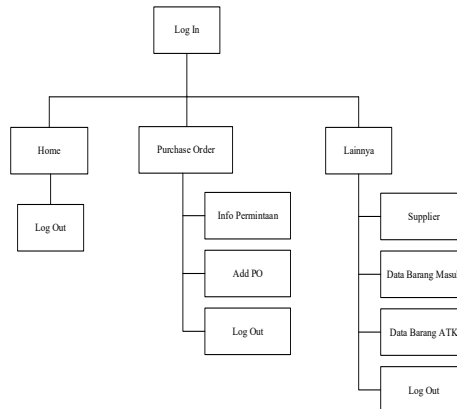 Log In
Home
Purchase Order
Lainnya
Log Out
Info Permintaan
Supplier
Add PO
Data Barang Masuk
Log Out
Data Barang ATK
Log Out